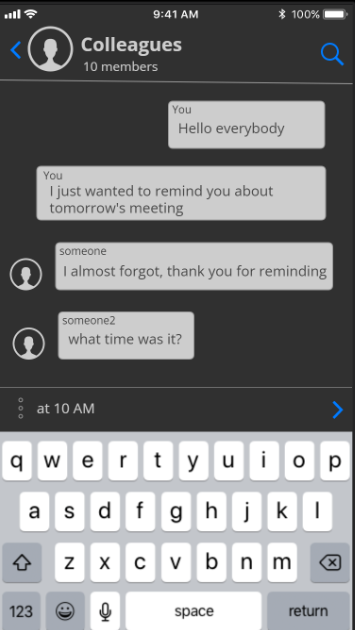 9:41 AM 100%
Colleagues
10 members
You
Hello everybody
You
I just wanted to remind you about
tomorrow's meeting
someone
I almost forgot, thank you for reminding
someone2
what time was it?
at 10 AM
q w e r t y u i o p
a s d f g h j k l
z x c v b n m
123 space return